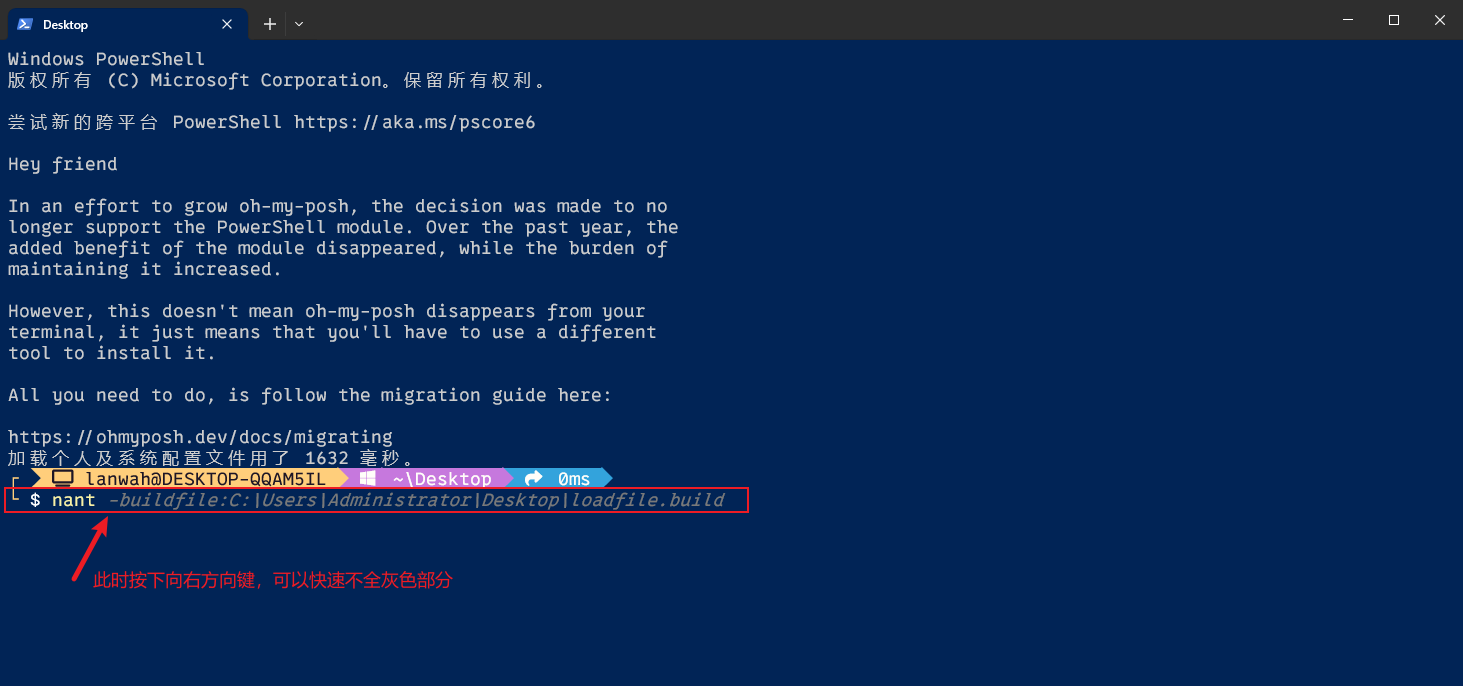 Desktop
Windows PowerShell
版权所有 (C) Microsoft Corporation。保留所有权利。
尝试新的跨平台 PowerShell https://aka.ms/pscore6
Hey friend
In an effort to grow oh-my-posh, the decision was made to no
longer support the PowerShell module. Over the past year, the
added benefit of the module disappeared, while the burden of
maintaining it increased.
However, this doesn't mean oh-my-posh disappears from your
terminal, it just means that you'll have to use a different
tool to install it.
All you need to do, is follow the migration guide here:
https://ohmyposh.dev/docs/migrating
加载个人及系统配置文件用了 1632 毫秒。
lanwah@DESKTOP-QQAM5IL ~\Desktop 0ms
$ nant -buildfile:C:\Users\Administrator\Desktop\loadfile.build
此时按下向右方向键，可以快速不全灰色部分